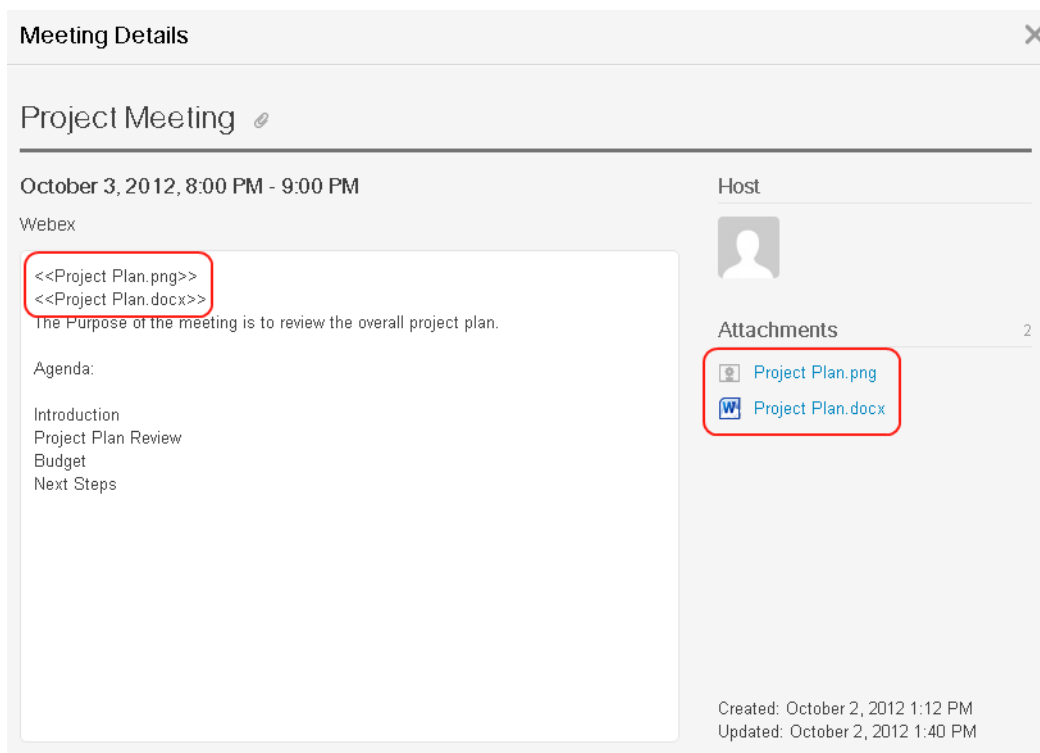 Meeting Details
Project Meeting
October 3, 2012, 8:00 PM - 9:00 PM
Webex
<<Project Plan.png>>
<<Project Plan.docx>>
The Purpose of the meeting is to review the overall project plan.
Agenda:
Introduction
Project Plan Review
Budget
Next Steps
Host
Attachments 2
Project Plan.png
Project Plan.docx
Created: October 2, 2012 1:12 PM
Updated: October 2, 2012 1:40 PM